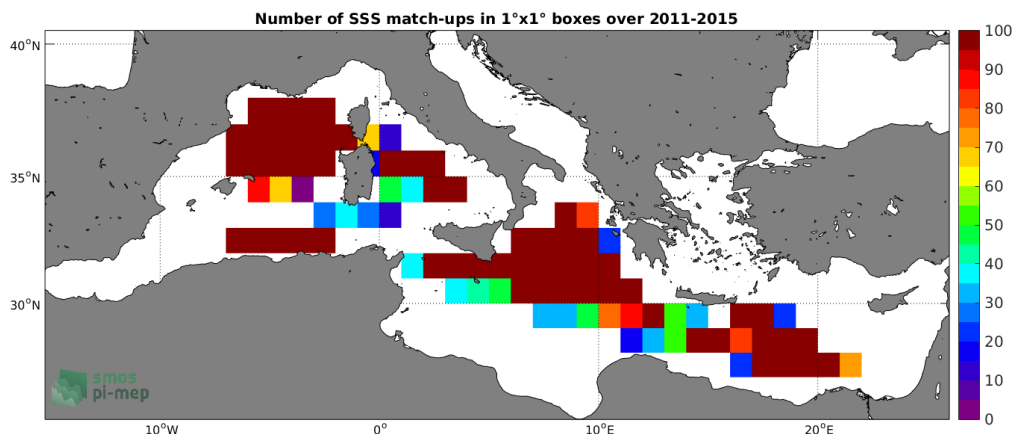 Number of SSS match-ups in 1°x1° boxes over 2011-2015
40°N
35°N
30°N
10°W
0°
10°E
20°E
100
90
80
70
60
50
40
30
20
10
0
smos
pi-mep